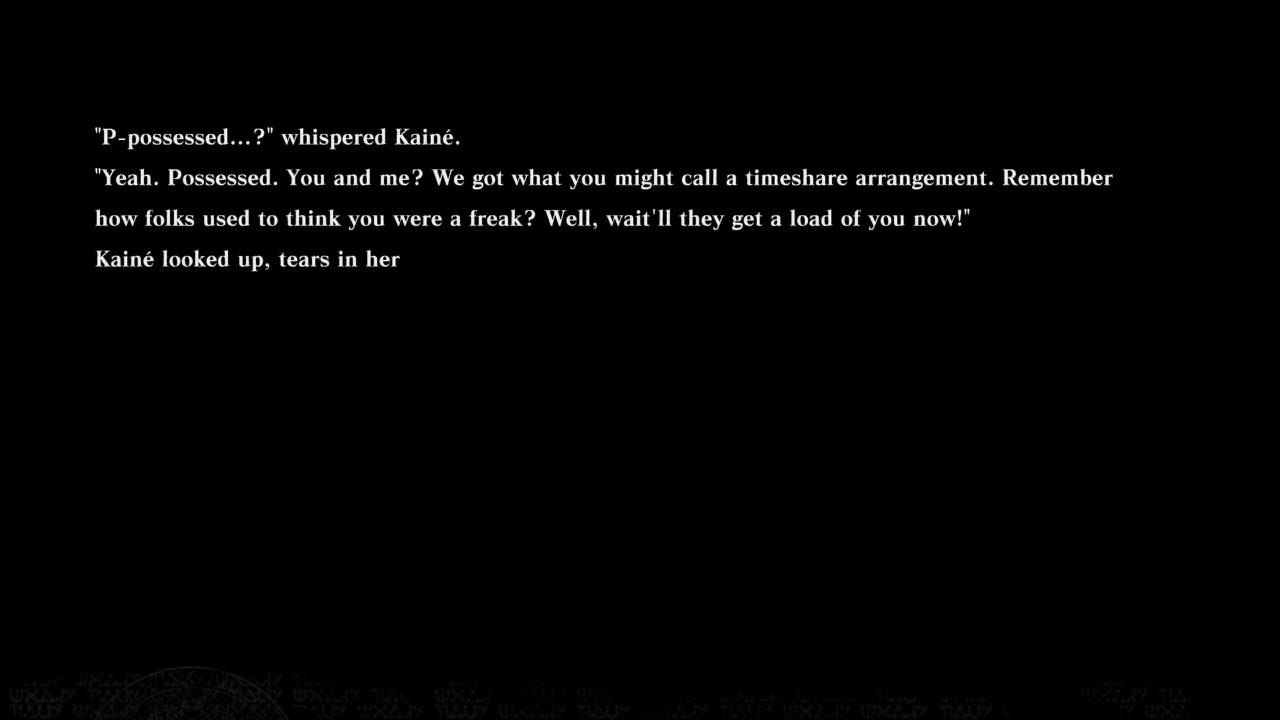 "P-possessed...?" whispered Kainé.
"Yeah. Possessed. You and me? We got what you might call a timeshare arrangement. Remember
how folks used to think you were a freak? Well, wait'll they get a load of you now!"
Kainé looked up, tears in her